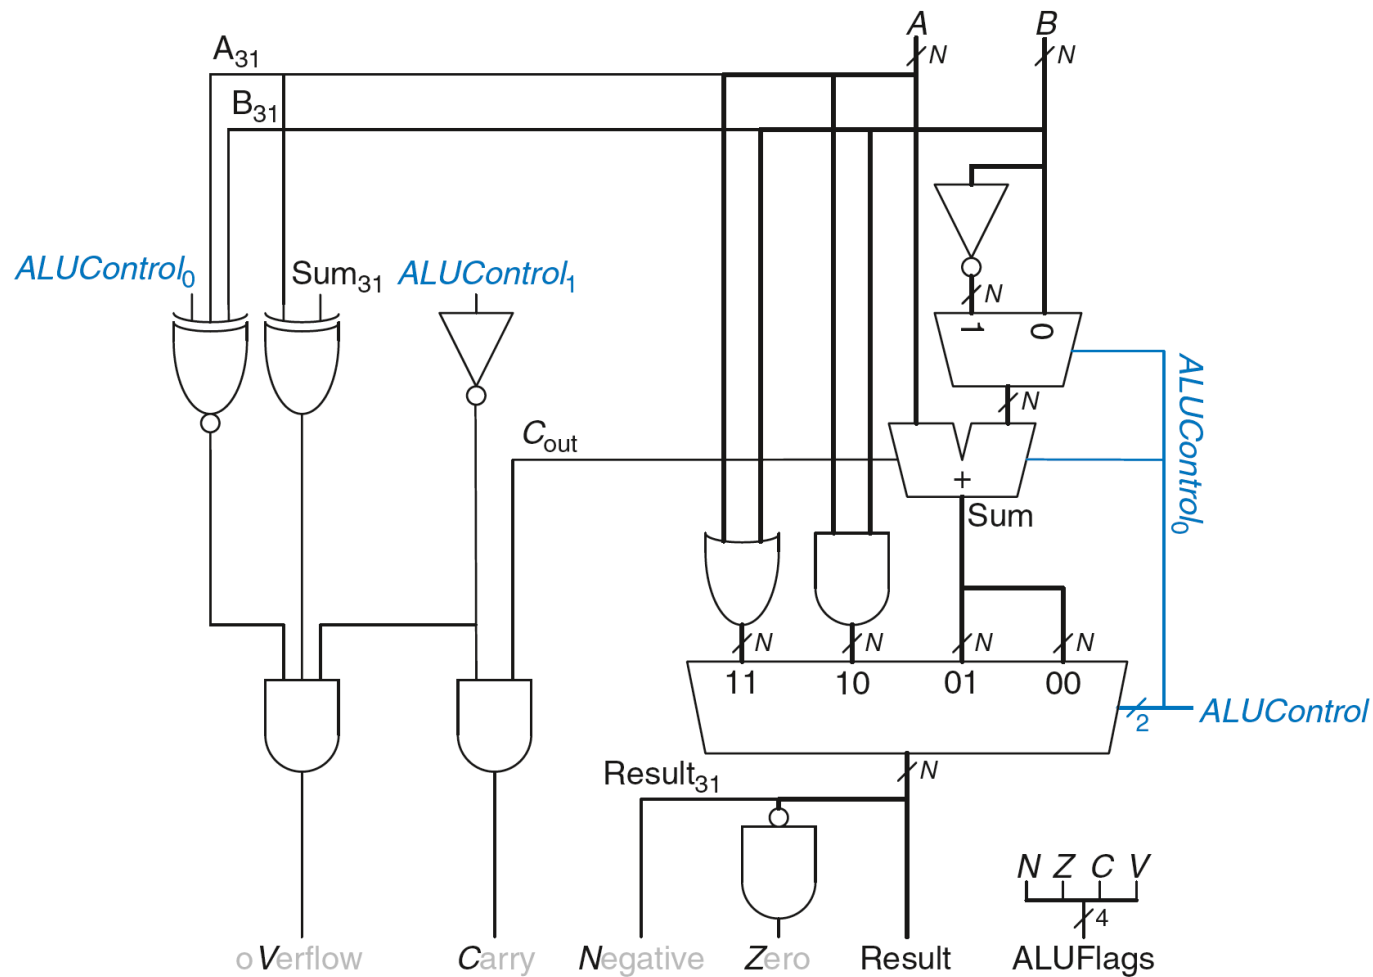 A B
A31 N N
B31
ALUControl0 Sum31 ALUControl1
N
1 0
N
ALUControl0
Cout
+
Sum
N N N N
11 10 01 00
2 ALUControl
Result31 N
N Z C V
4
oVerflow Carry Negative Zero Result ALUFlags